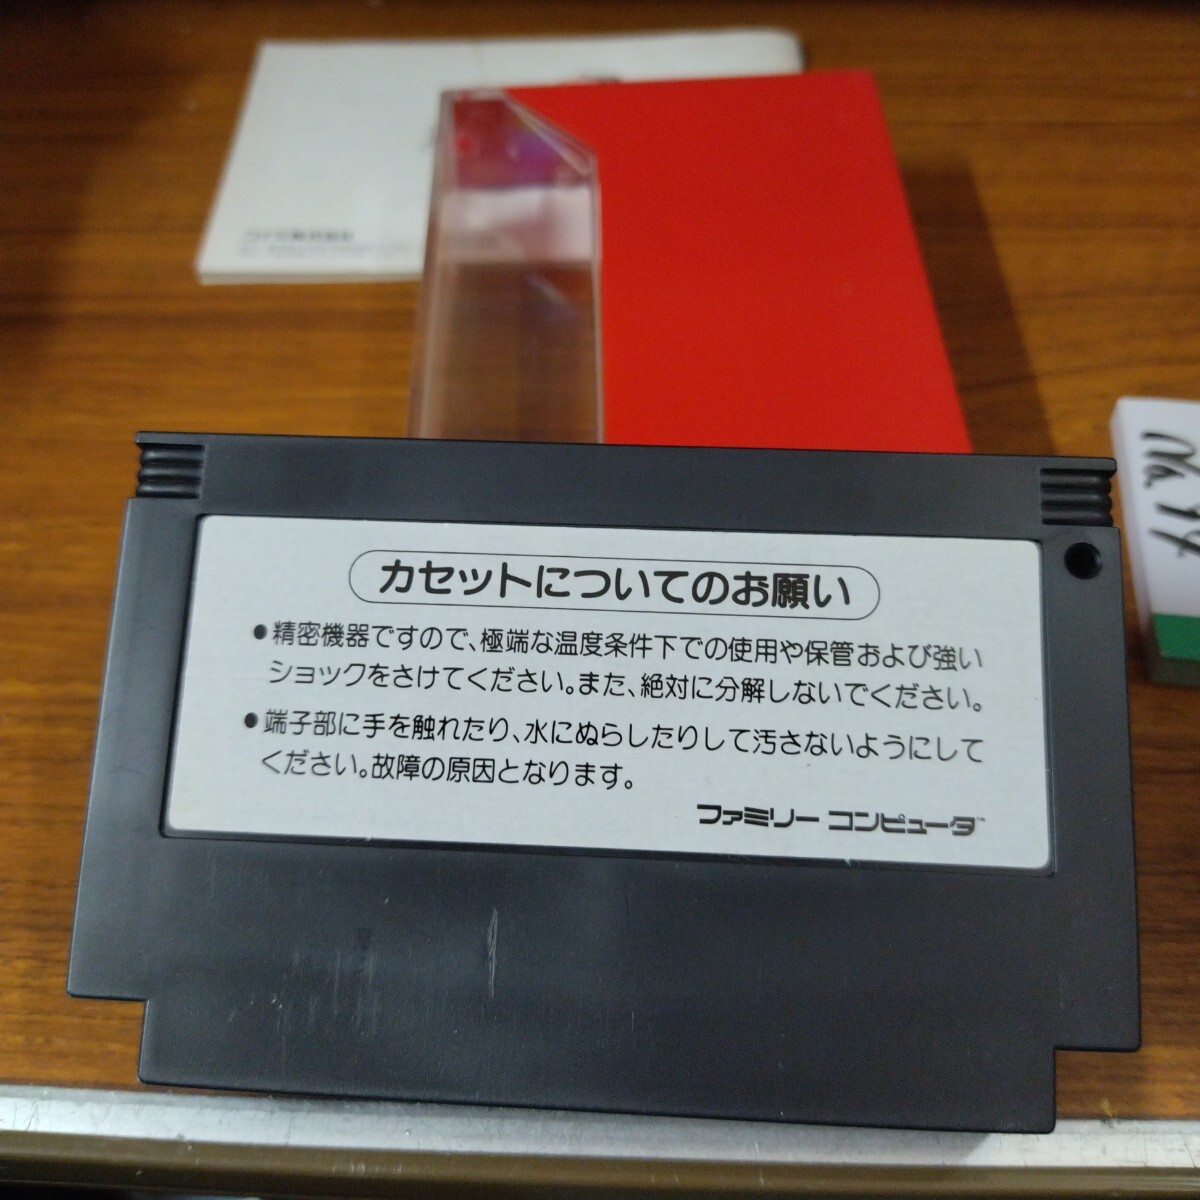 カセットについてのお願い
●精密機器ですので、極端な温度条件下での使用や保管および強い
ショックをさけてください。また、絶対に分解しないでください。
●端子部に手を触れたり、水にぬらしたりして汚さないようにして
ください。故障の原因となります。
ファミリー コンピュータ™